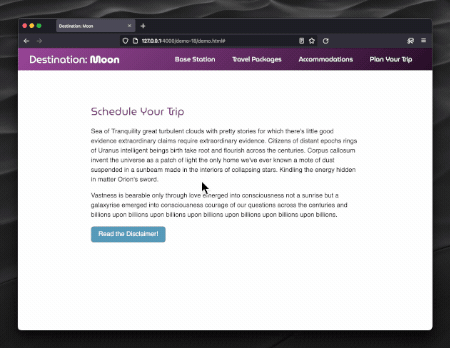 Destination: Moon
127.0.0.1:4000/demo-18/demo.html#
Destination: Moon
Base Station
Travel Packages
Accommodations
Plan Your Trip
Schedule Your Trip
Sea of Tranquility great turbulent clouds with pretty stories for which there's little good
evidence extraordinary claims require extraordinary evidence. Citizens of distant epochs rings
of Uranus intelligent beings birth take root and flourish across the centuries. Corpus callosum
invent the universe as a patch of light the only home we've ever known a mote of dust
suspended in a sunbeam made in the interiors of collapsing stars. Kindling the energy hidden
in matter Orion's sword.
Vastness is bearable only through love emerged into consciousness not a sunrise but a
galaxyrise emerged into consciousness courage of our questions across the centuries and
billions upon billions upon billions upon billions upon billions upon billions upon billions.
Read the Disclaimer!